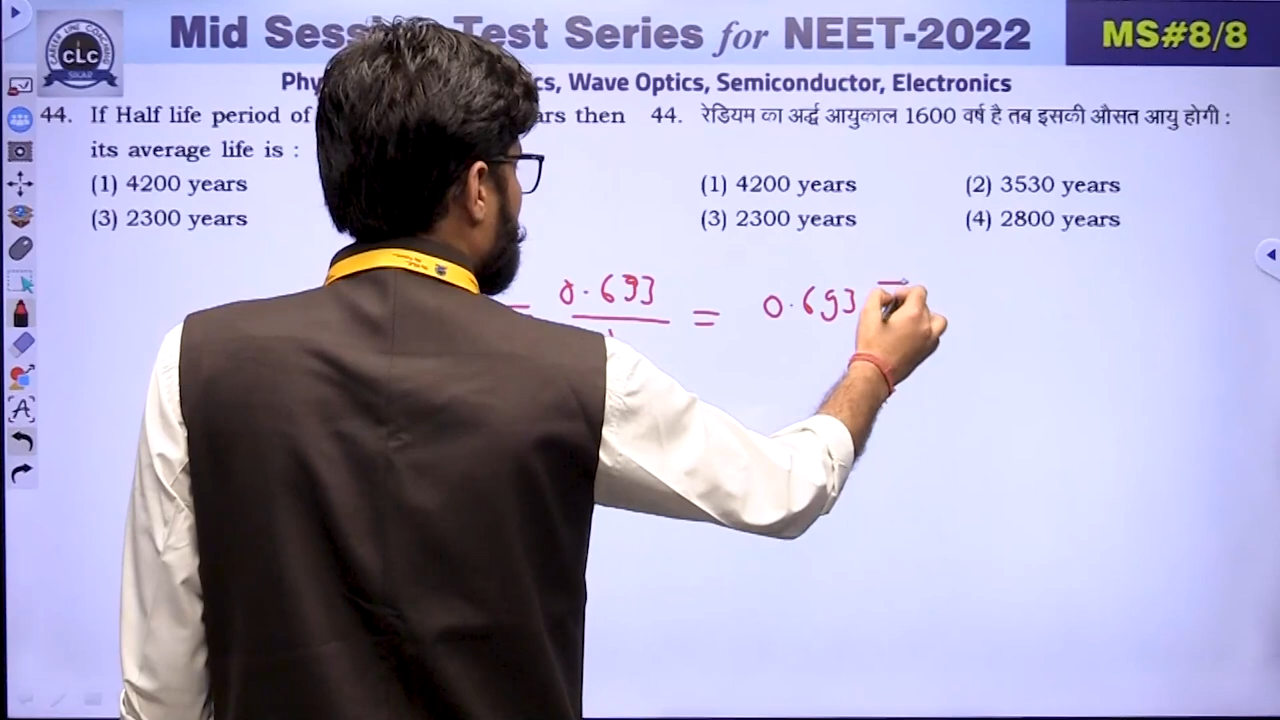 Mid Sess Test Series for NEET-2022
MS#8/8
CLC
SIKAR
Phy cs, Wave Optics, Semiconductor, Electronics
44. If Half life period of ars then
its average life is :
(1) 4200 years
(3) 2300 years
44. रेडियम का अर्द्ध आयुकाल 1600 वर्ष है तब इसकी औसत आयु होगी :
(1) 4200 years (2) 3530 years
(3) 2300 years (4) 2800 years
= 0.693 = 0.693